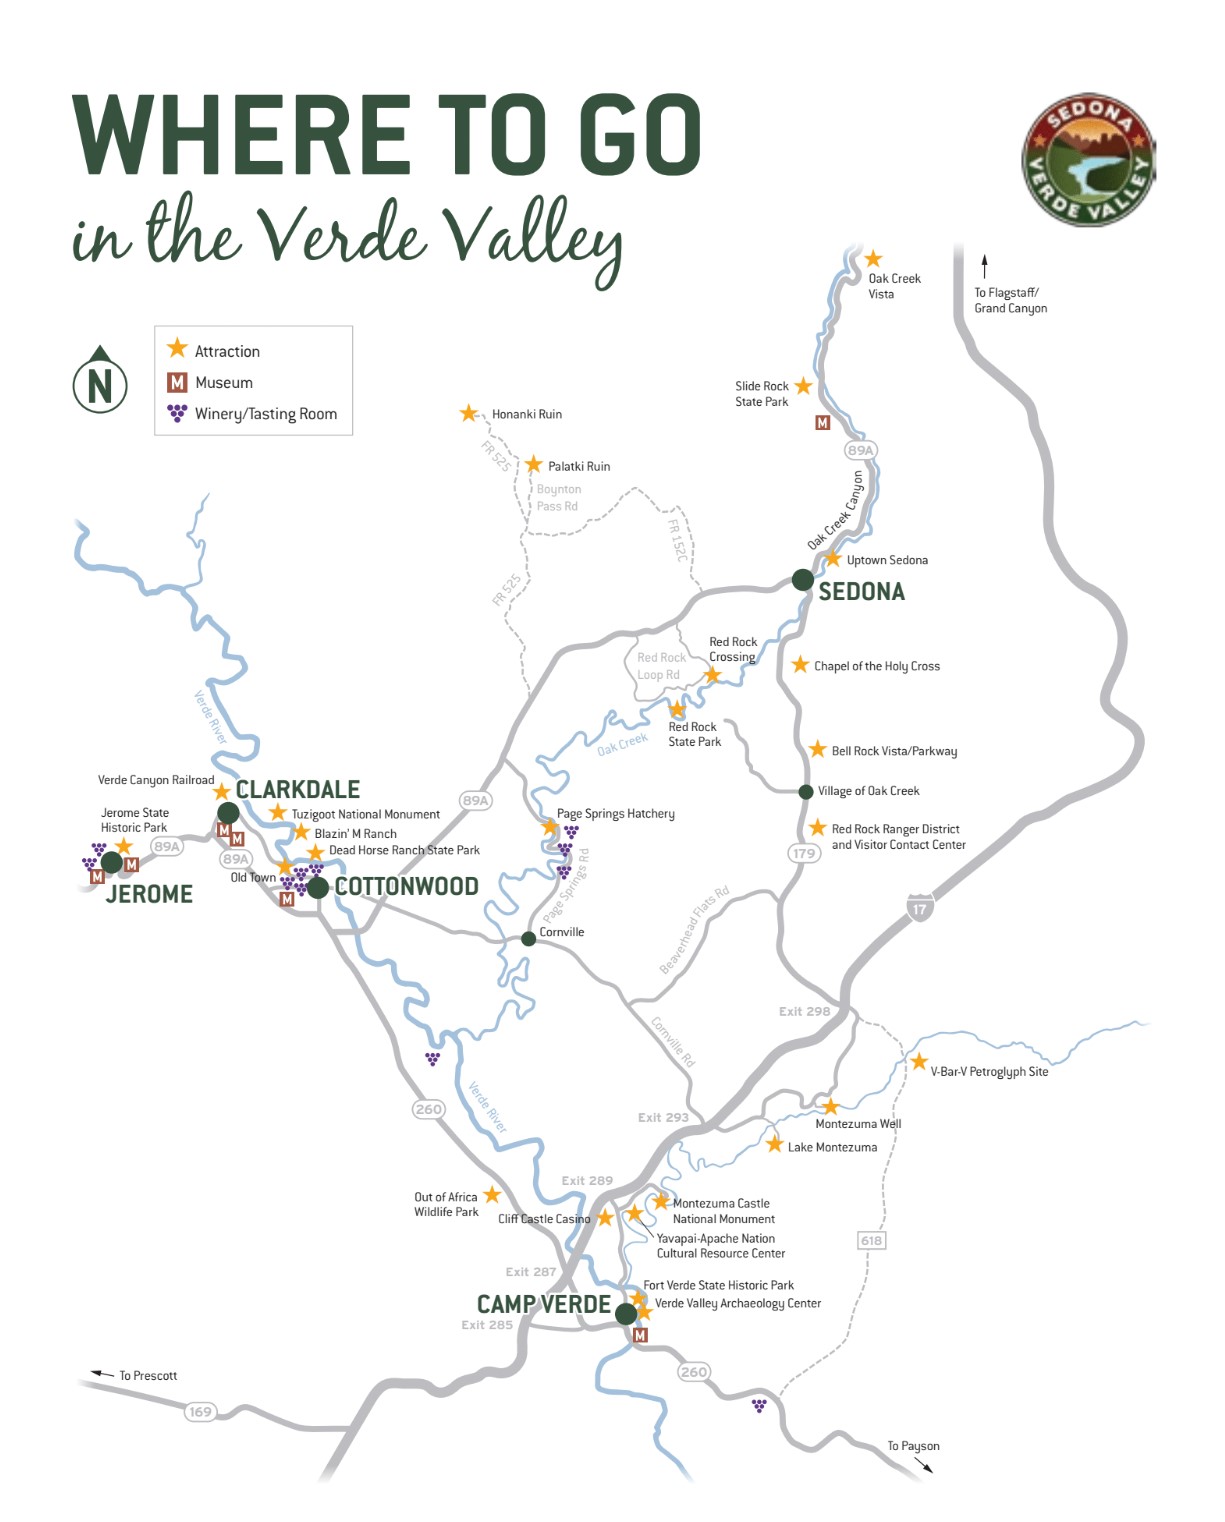 WHERE TO GO
in the Verde Valley
SEDONA
VERDE VALLEY
N
Attraction
M Museum
Winery/Tasting Room
Oak Creek
Vista
To Flagstaff/
Grand Canyon
Slide Rock
State Park
M
89A
Honanki Ruin
FR 525
Palatki Ruin
Boynton
Pass Rd
FR 152C
Oak Creek Canyon
Uptown Sedona
SEDONA
FR 525
Red Rock
Crossing
Red Rock
Loop Rd
Chapel of the Holy Cross
Verde River
Red Rock
State Park
Oak Creek
Bell Rock Vista/Parkway
Verde Canyon Railroad
CLARKDALE
89A
Village of Oak Creek
Jerome State
Historic Park
Tuzigoot National Monument
Page Springs Hatchery
M
M
Blazin' M Ranch
Red Rock Ranger District
and Visitor Contact Center
89A
89A
Dead Horse Ranch State Park
179
M
M
Old Town
JEROME
COTTONWOOD
M
Page Springs Rd
Beaverhead Flats Rd
17
Cornville
Exit 298
Cornville Rd
V-Bar-V Petroglyph Site
Verde River
260
Exit 293
Montezuma Well
Lake Montezuma
Exit 289
Out of Africa
Wildlife Park
Montezuma Castle
National Monument
Cliff Castle Casino
Yavapai-Apache Nation
Cultural Resource Center
618
Exit 287
Fort Verde State Historic Park
CAMP VERDE
Verde Valley Archaeology Center
Exit 285
M
To Prescott
260
169
To Payson